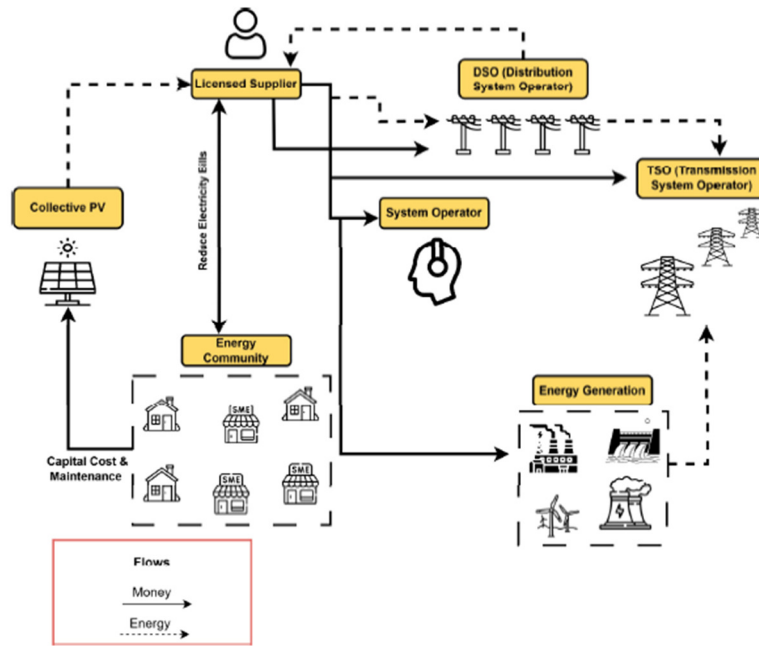 Licensed Supplier
DSO (Distribution
System Operator)
TSO (Transmission
System Operator)
Collective PV
Reduce Electricity Eills
System Operator
Energy
Community
SME
SME
SME
Energy Generation
Capital Cost &
Maintenance
Flows
Money
Energy